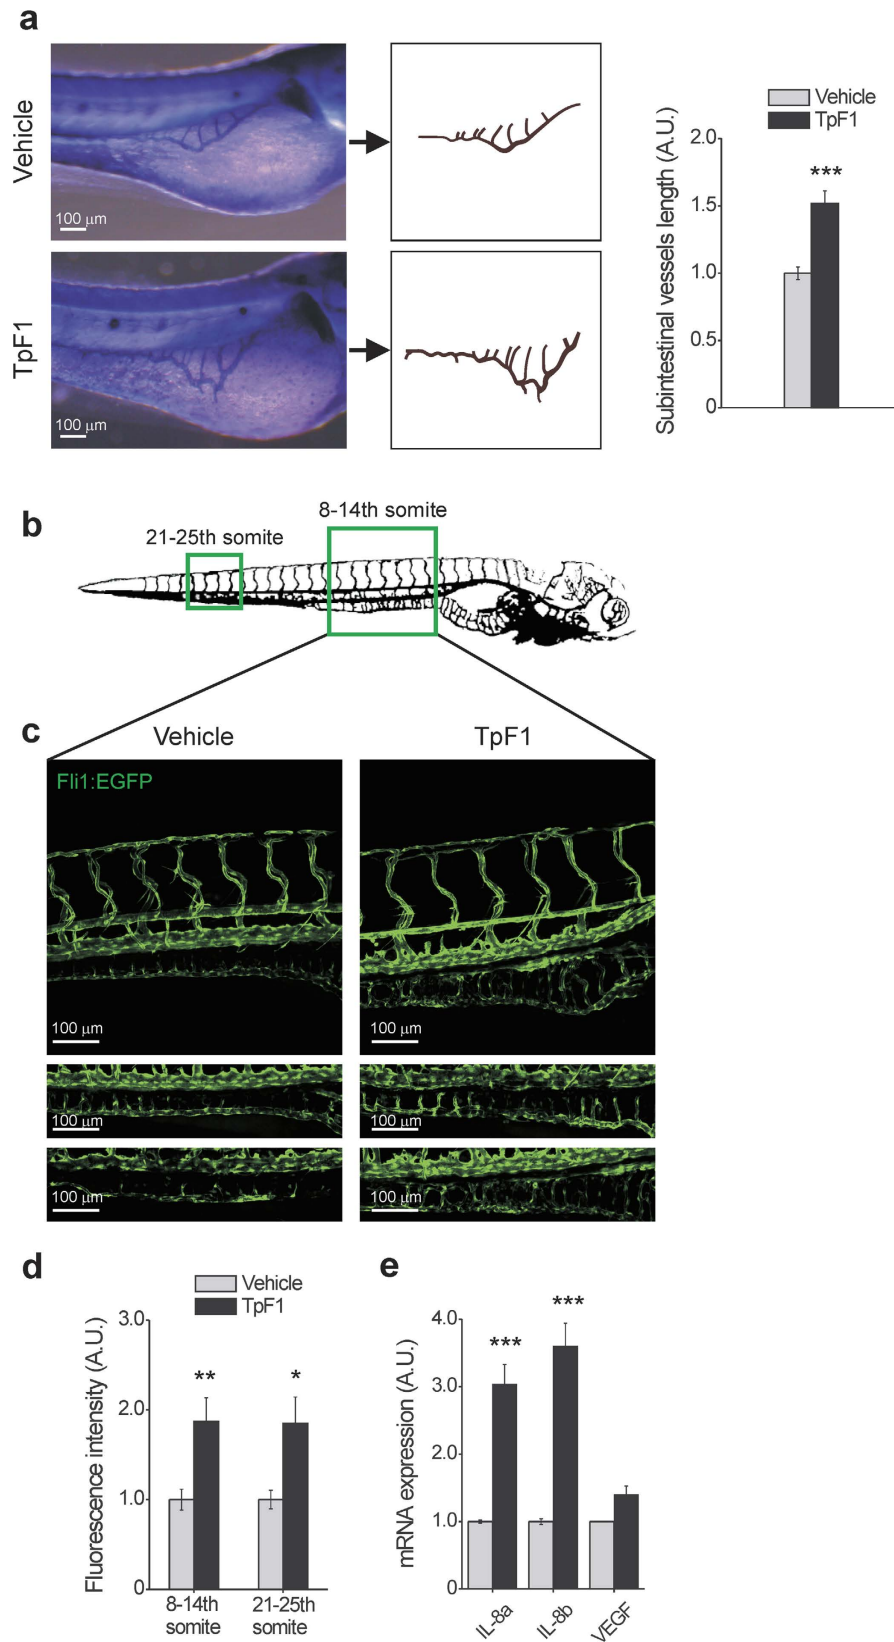 a
Vehicle
100 μm
TpF1
100 μm
Vehicle
TpF1
Subintestinal vessels length (A.U.)
2.0
1.5
1.0
0.5
0
***
b
21-25th somite
8-14th somite
c
Vehicle
TpF1
Fli1:EGFP
100 μm
100 μm
100 μm
100 μm
100 μm
100 μm
d
Vehicle
TpF1
Fluorescence intensity (A.U.)
3.0
2.0
1.0
0
**
*
8-14th
somite
21-25th
somite
e
mRNA expression (A.U.)
4.0
3.0
2.0
1.0
0
***
***
IL-8a
IL-8b
VEGF